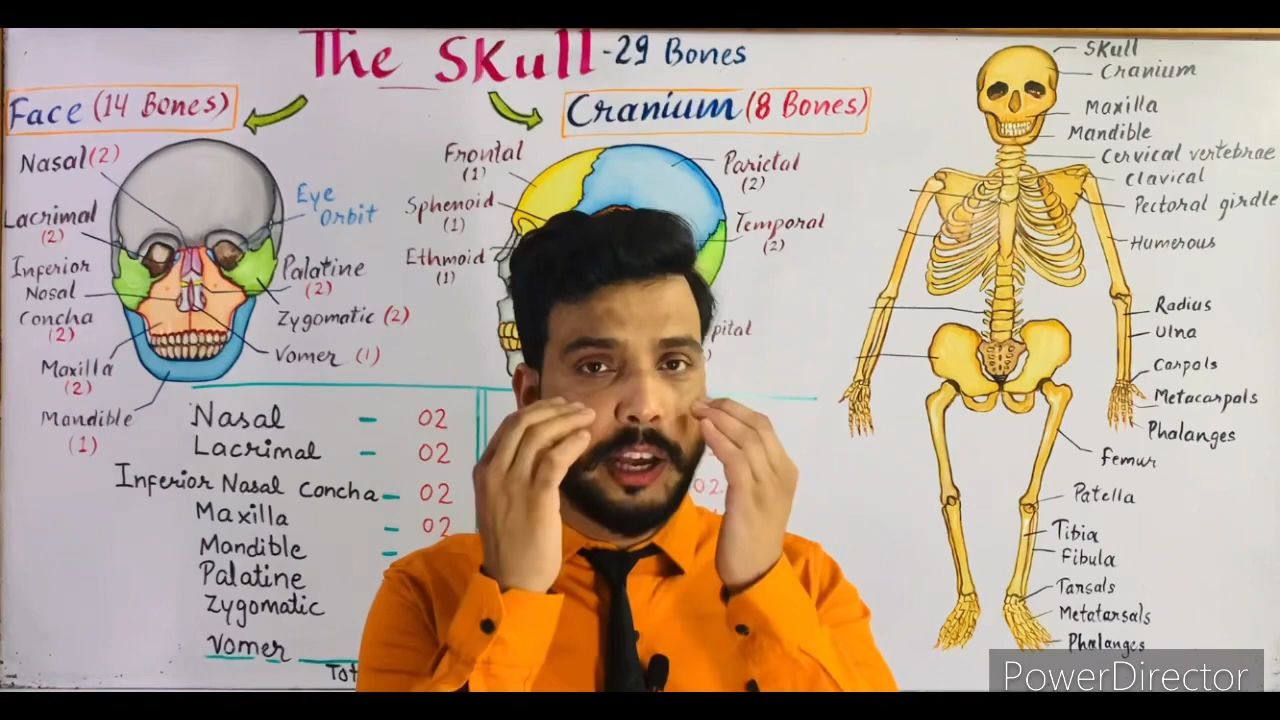 The Skull - 29 Bones
Face (14 Bones)
Cranium (8 Bones)
Nasal (2)
Lacrimal
(2)
Inferior
Nosal
Concha
(2)
Maxilla
(2)
Mandible
(1)
Eye
Orbit
Palatine
(2)
Zygomatic (2)
Vomer (1)
Frontal
(1)
Sphenoid
(1)
Ethmoid
(1)
Parietal
(2)
Temporal
(2)
pital
Nasal - 02
Lacrimal - 02
Inferior Nasal Concha - 02
Maxilla - 02
Mandible -
Palatine
Zygomatic
Vomer
Tot
02
Skull
Cranium
Maxilla
Mandible
Cervical vertebrae
Clavical
Pectoral girdle
Humerous
Radius
Ulna
Carpals
Metacarpals
Phalanges
Femur
Patella
Tibia
Fibula
Tarsals
Metatarsals
Phalanges
PowerDirector